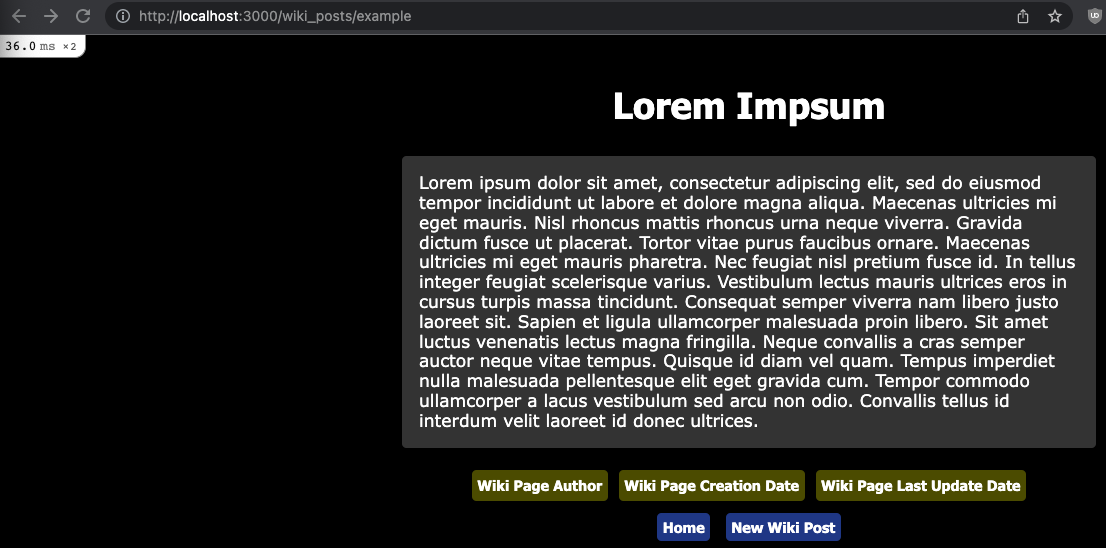 http://localhost:3000/wiki_posts/example
36.0 ms ×2
Lorem Impsum
Lorem ipsum dolor sit amet, consectetur adipiscing elit, sed do eiusmod
tempor incididunt ut labore et dolore magna aliqua. Maecenas ultricies mi
eget mauris. Nisl rhoncus mattis rhoncus urna neque viverra. Gravida
dictum fusce ut placerat. Tortor vitae purus faucibus ornare. Maecenas
ultricies mi eget mauris pharetra. Nec feugiat nisl pretium fusce id. In tellus
integer feugiat scelerisque varius. Vestibulum lectus mauris ultrices eros in
cursus turpis massa tincidunt. Consequat semper viverra nam libero justo
laoreet sit. Sapien et ligula ullamcorper malesuada proin libero. Sit amet
luctus venenatis lectus magna fringilla. Neque convallis a cras semper
auctor neque vitae tempus. Quisque id diam vel quam. Tempus imperdiet
nulla malesuada pellentesque elit eget gravida cum. Tempor commodo
ullamcorper a lacus vestibulum sed arcu non odio. Convallis tellus id
interdum velit laoreet id donec ultrices.
Wiki Page Author Wiki Page Creation Date Wiki Page Last Update Date
Home New Wiki Post